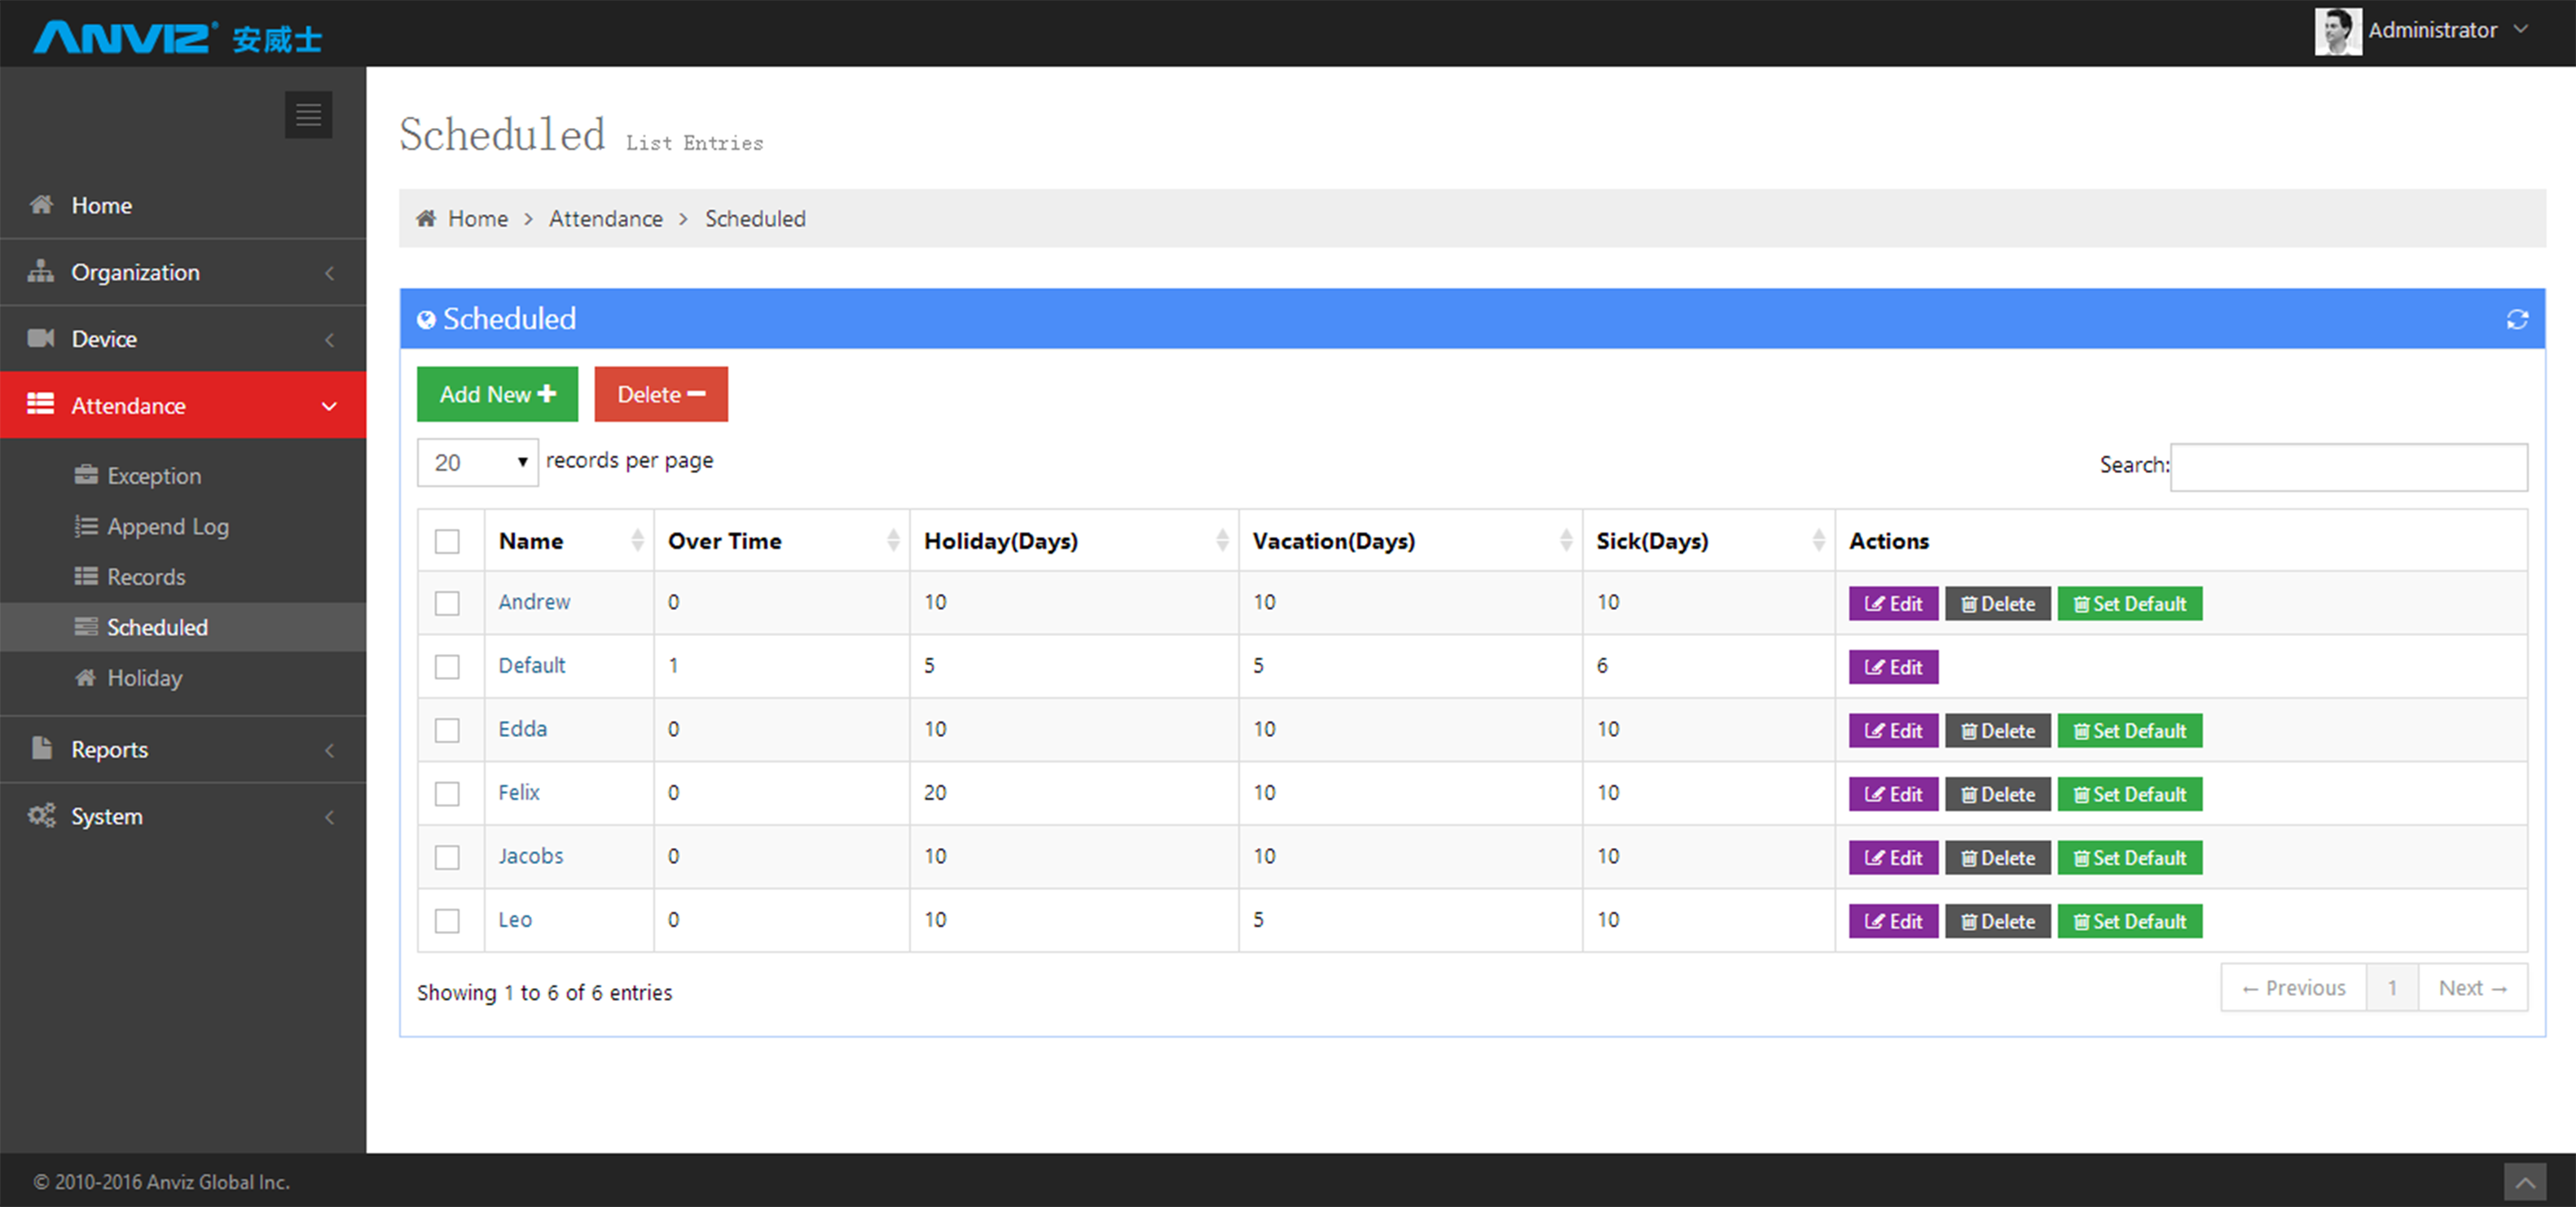 ANVIZ® 安威士
Administrator
Home
Organization
Device
Attendance
Exception
Append Log
Records
Scheduled
Holiday
Reports
System
Scheduled List Entries
Home > Attendance > Scheduled
Scheduled
Add New Delete
20 records per page
Search:
Name Over Time Holiday(Days) Vacation(Days) Sick(Days) Actions
Andrew 0 10 10 10 Edit Delete Set Default
Default 1 5 5 6 Edit
Edda 0 10 10 10 Edit Delete Set Default
Felix 0 20 10 10 Edit Delete Set Default
Jacobs 0 10 10 10 Edit Delete Set Default
Leo 0 10 5 10 Edit Delete Set Default
Showing 1 to 6 of 6 entries
← Previous 1 Next →
© 2010-2016 Anviz Global Inc.